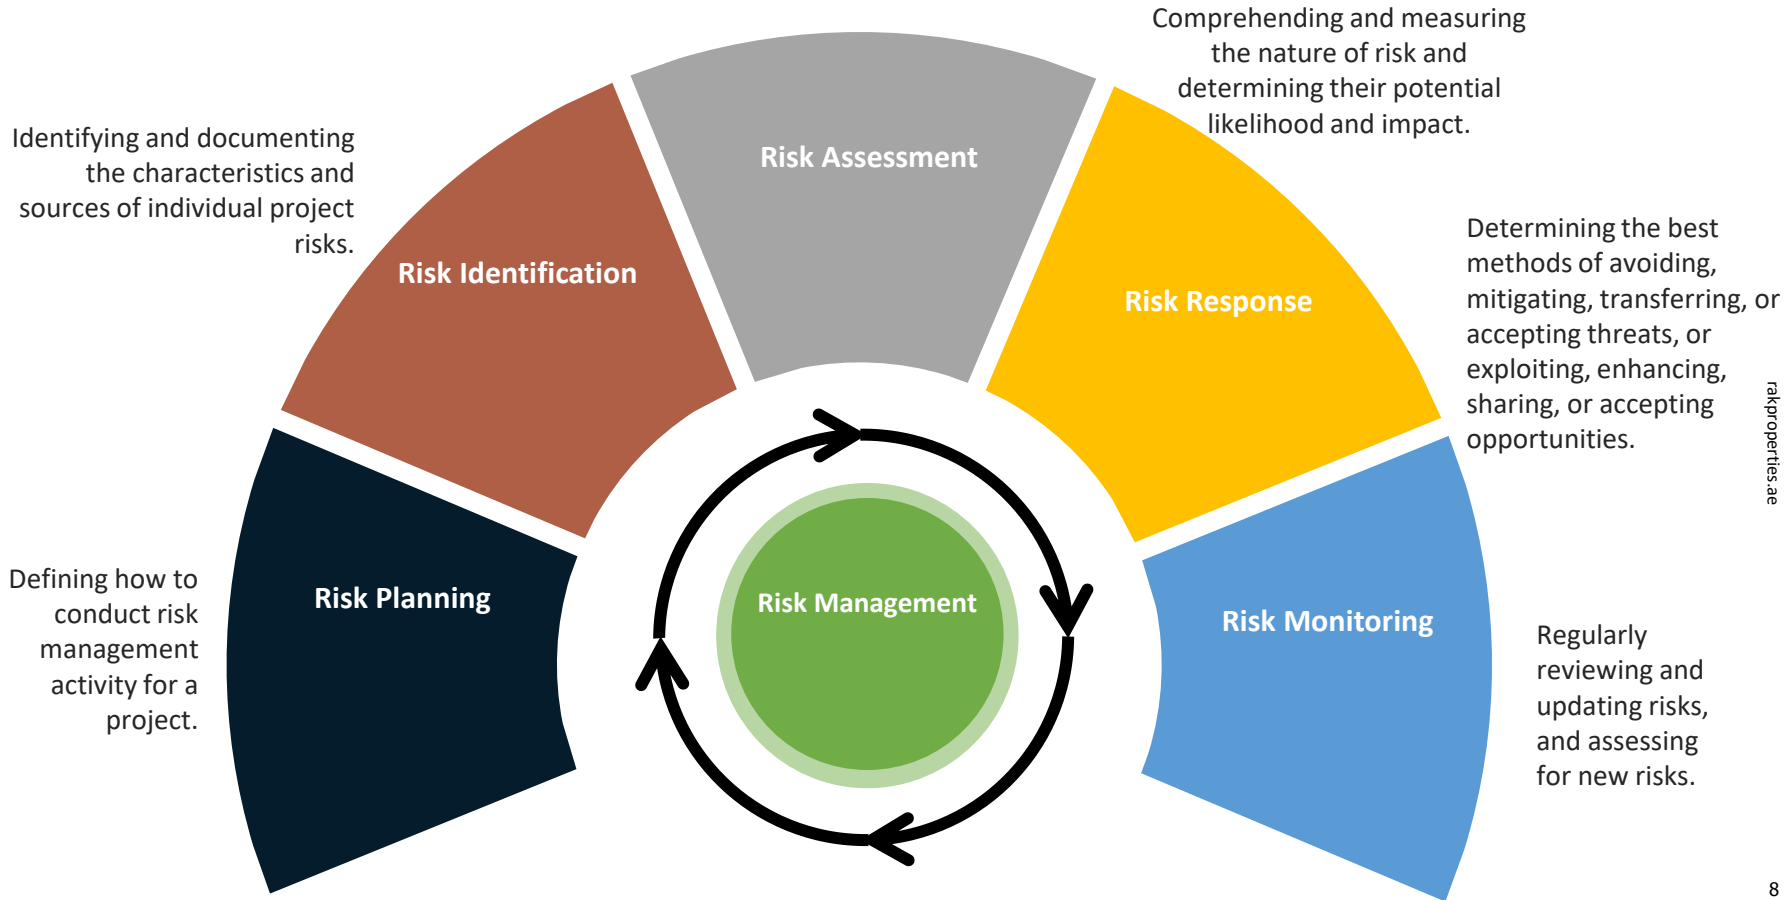 Comprehending and measuring
the nature of risk and
determining their potential
likelihood and impact.
Risk Assessment
Identifying and documenting
the characteristics and
sources of individual project
risks.
Risk Identification
Risk Response
Determining the best
methods of avoiding,
mitigating, transferring, or
accepting threats, or
exploiting, enhancing,
sharing, or accepting
opportunities.
rakproperties.ae
Defining how to
conduct risk
management
activity for a
project.
Risk Planning
Risk Management
Risk Monitoring
Regularly
reviewing and
updating risks,
and assessing
for new risks.
8